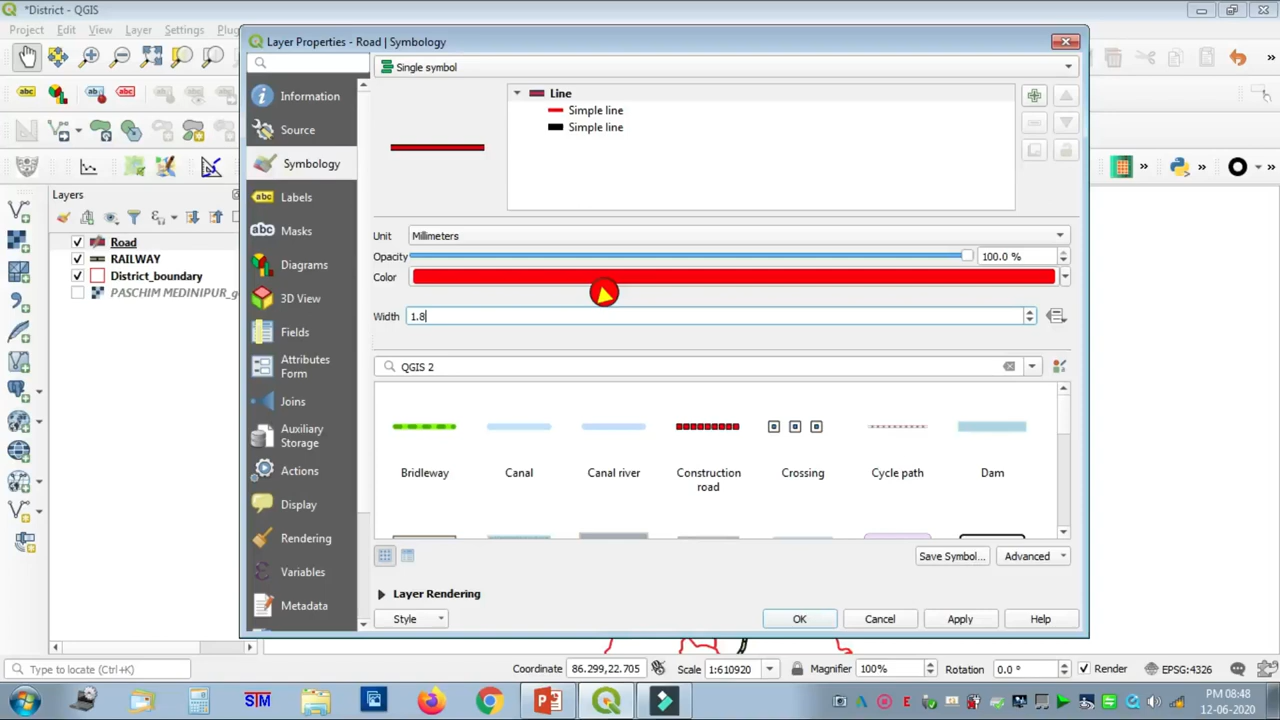 *District - QGIS
Project Edit View Layer Settings Plug
Layer Properties - Road | Symbology
Single symbol
Information
Source
Symbology
Labels
Masks
Diagrams
3D View
Fields
Attributes
Form
Joins
Auxiliary
Storage
Actions
Display
Rendering
Variables
Metadata
Line
Simple line
Simple line
Layers
Road
RAILWAY
District_boundary
PASCHIM MEDINIPUR_g
Unit Millimeters
Opacity 100.0 %
Color
Width 1.8
QGIS 2
Bridleway Canal Canal river Construction road Crossing Cycle path Dam
Save Symbol... Advanced
Layer Rendering
Style OK Cancel Apply Help
Type to locate (Ctrl+K) Coordinate 86.299,22.705 Scale 1:610920 Magnifier 100% Rotation 0.0 ° Render EPSG:4326
STM
PM 08:48
12-06-2020